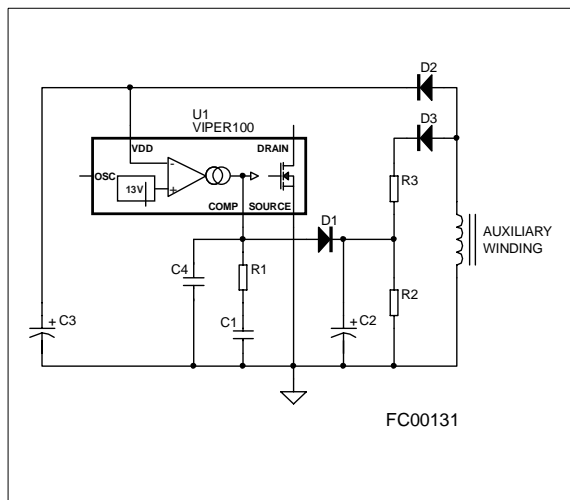 D2
U1
VIPER100
D3
VDD
DRAIN
-
OSC
13V
+
COMP
SOURCE
R3
D1
AUXILIARY
WINDING
C4
R1
R2
+
C3
C1
+
C2
FC00131